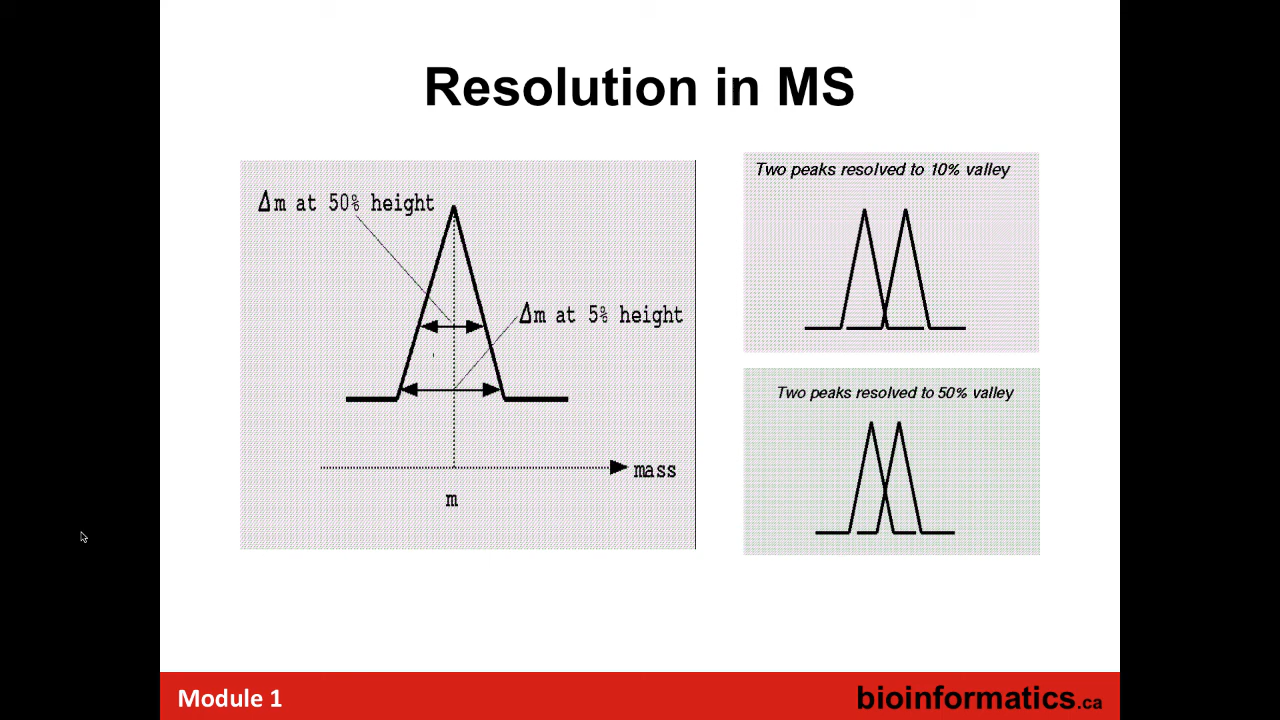 Resolution in MS
Δm at 50% height
Δm at 5% height
mass
m
Two peaks resolved to 10% valley
Two peaks resolved to 50% valley
Module 1
bioinformatics.ca